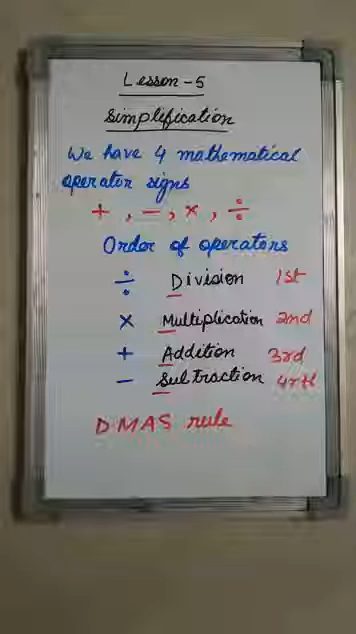 Lesson - 5
Simplification
We have 4 mathematical
operator signs
+ , - , × , ÷
Order of operators
÷ Division 1st
× Multiplication 2nd
+ Addition 3rd
- Subtraction 4rth
DMAS rule